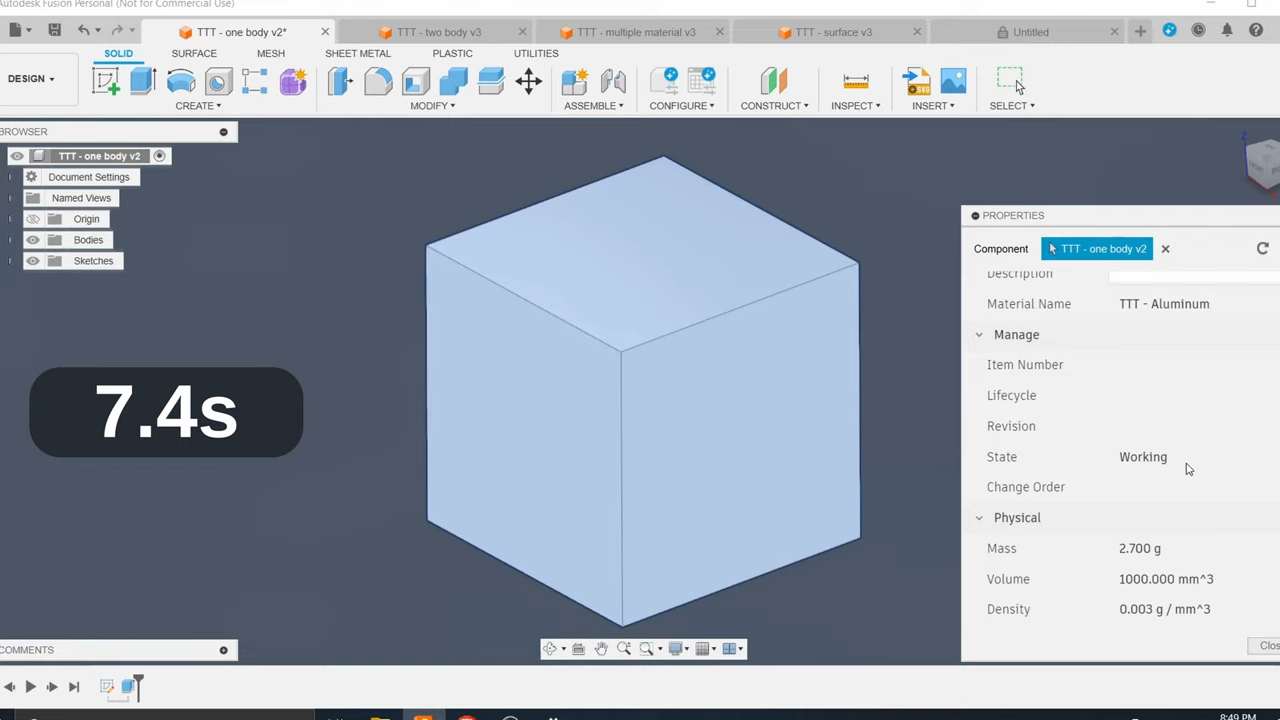 Autodesk Fusion Personal (Not for Commercial Use)
TTT - one body v2*
TTT - two body v3
TTT - multiple material v3
TTT - surface v3
Untitled
SOLID
SURFACE
MESH
SHEET METAL
PLASTIC
UTILITIES
DESIGN
CREATE
MODIFY
ASSEMBLE
CONFIGURE
CONSTRUCT
INSPECT
INSERT
SELECT
SVG
BROWSER
TTT - one body v2
Document Settings
Named Views
Origin
Bodies
Sketches
Z
7.4s
PROPERTIES
Component
TTT - one body v2
Description
Material Name TTT - Aluminum
Manage
Item Number
Lifecycle
Revision
State Working
Change Order
Physical
Mass 2.700 g
Volume 1000.000 mm^3
Density 0.003 g / mm^3
Clos
COMMENTS
8:49 PM